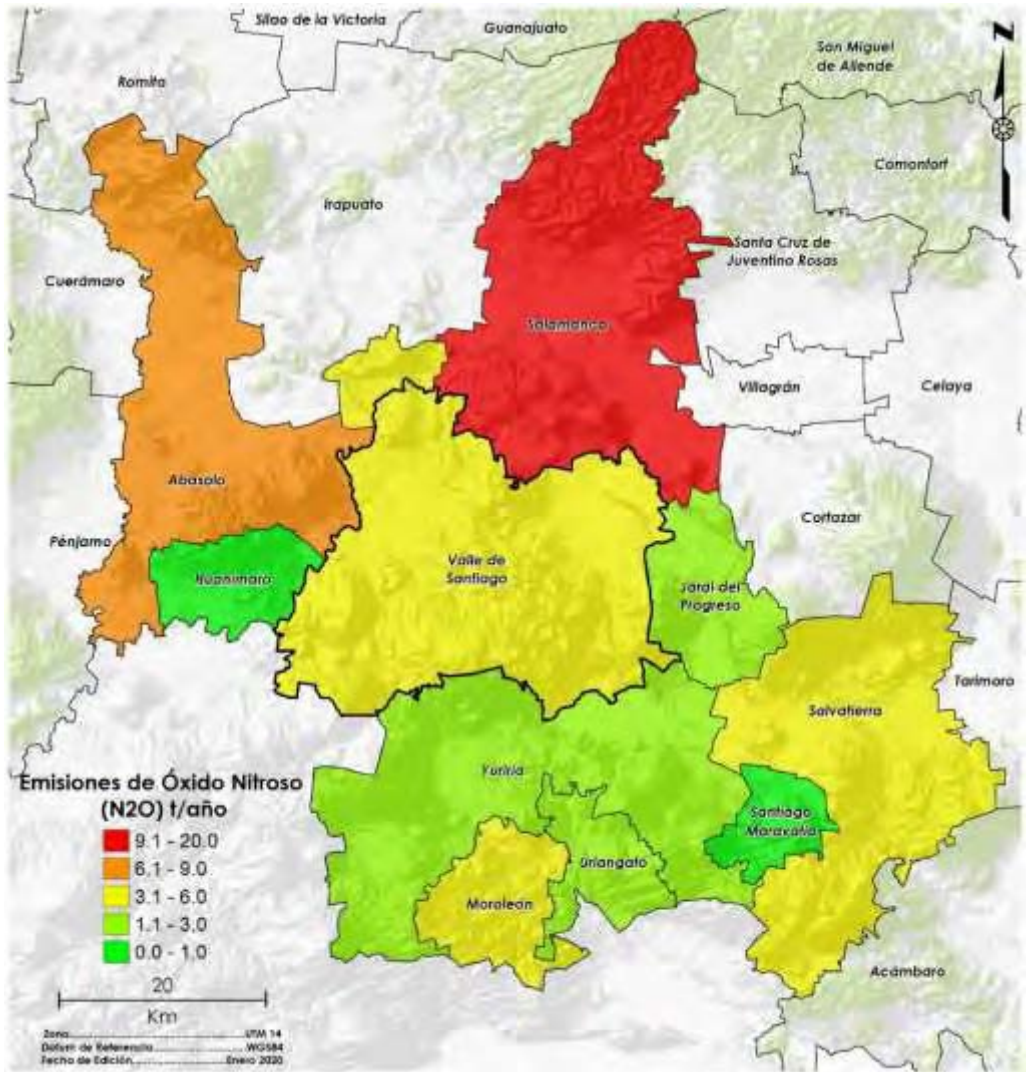 Silao de la Victoria
Guanajuato
San Miguel
de Allende
Romita
Comonfort
Irapuato
Santa Cruz de
Juventino Rosas
Cuerámaro
Salamanca
Villagrán
Celaya
Abasolo
Cortazar
Pénjamo
Huanímaro
Valle de
Santiago
Jaral del
Progreso
Tarimoro
Salvatierra
Yuriria
Santiago
Maravatío
Uriangato
Moroleón
Acámbaro
Emisiones de Óxido Nitroso
(N2O) t/año
9.1 - 20.0
6.1 - 9.0
3.1 - 6.0
1.1 - 3.0
0.0 - 1.0
20
Km
Zona UTM 14
Datum de Referencia WGS84
Fecha de Edición Enero 2020
N